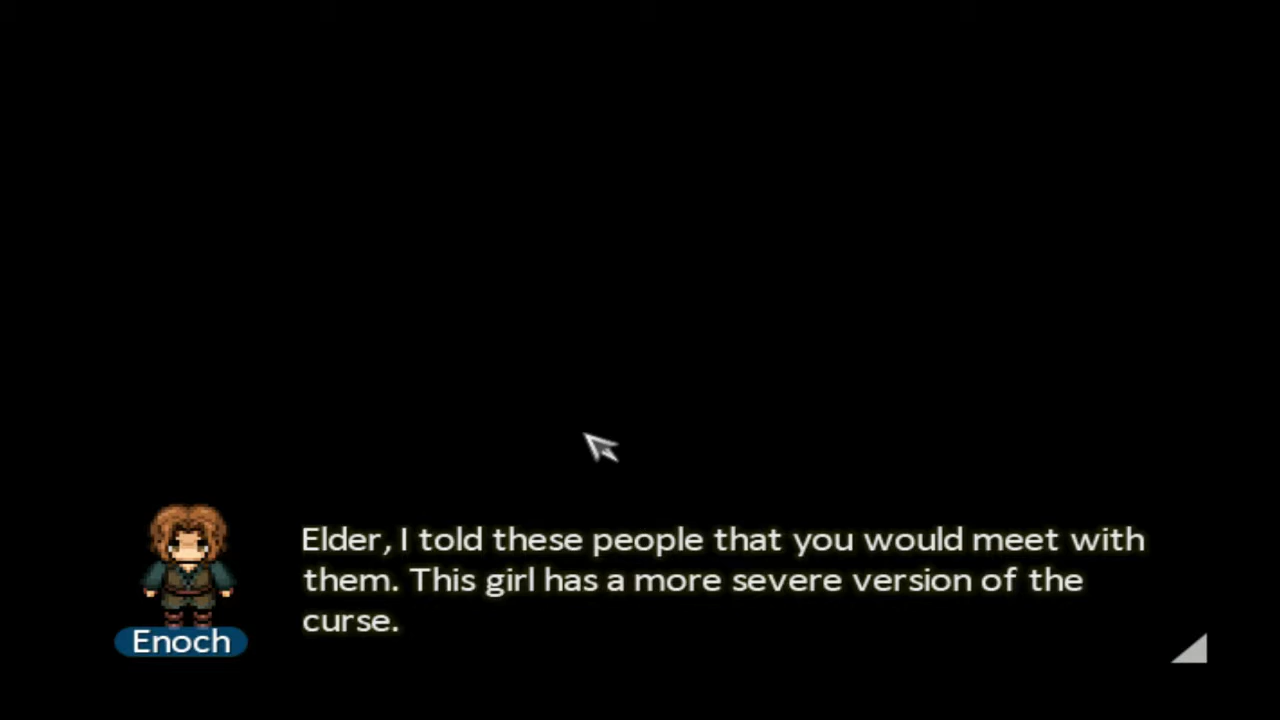 Elder, I told these people that you would meet with
them. This girl has a more severe version of the
curse.
Enoch